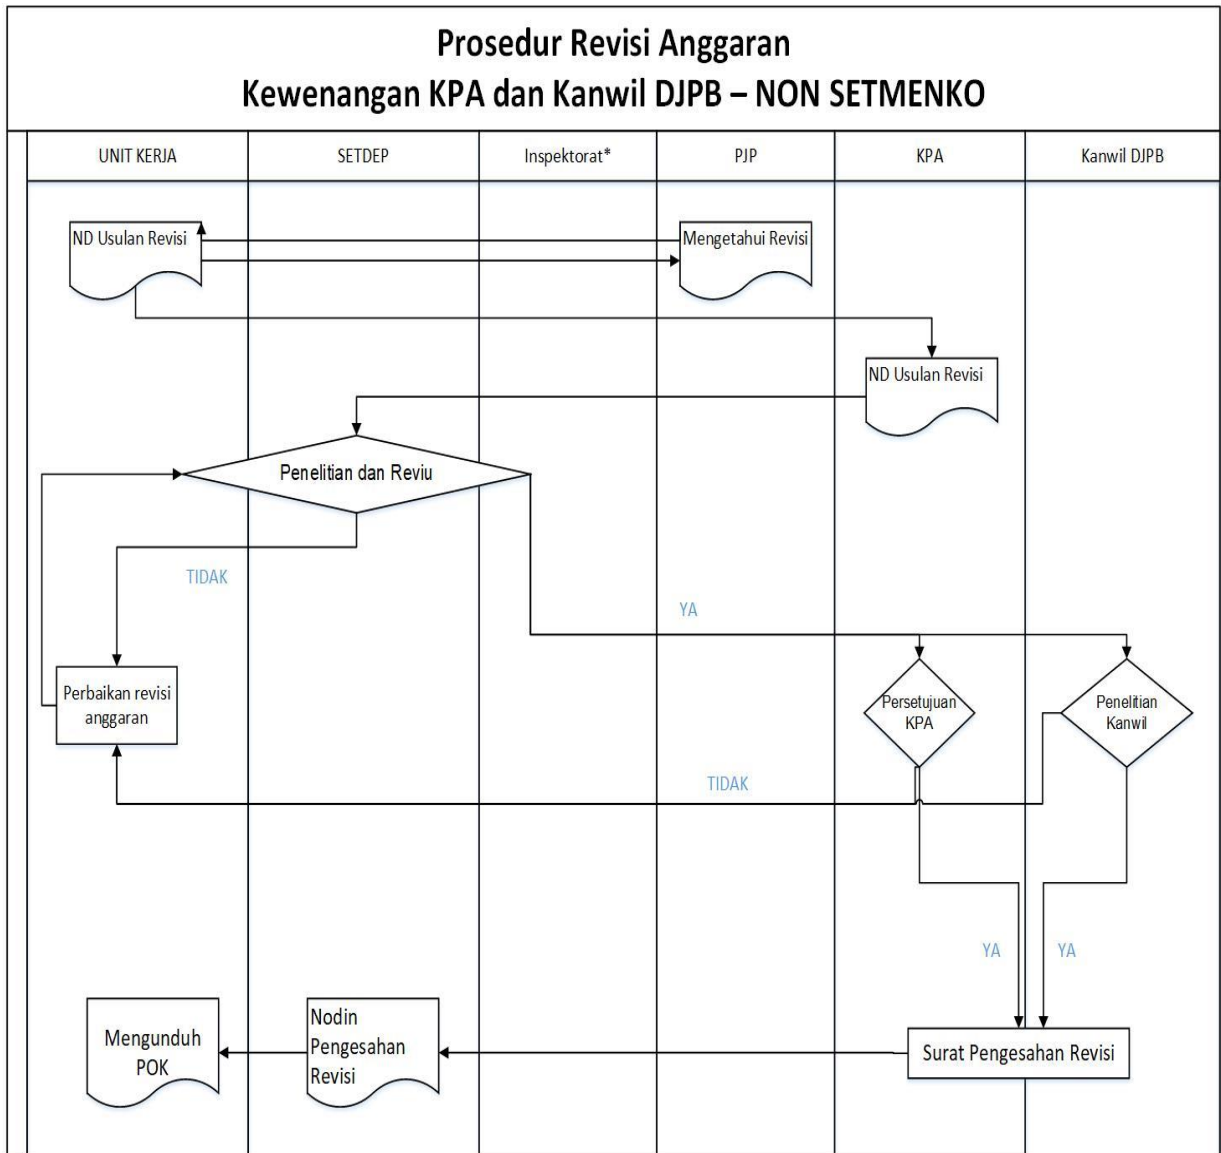 Prosedur Revisi Anggaran
Kewenangan KPA dan Kanwil DJPB – NON SETMENKO
UNIT KERJA
SETDEP
Inspektorat*
PJP
KPA
Kanwil DJPB
ND Usulan Revisi
Mengetahui Revisi
ND Usulan Revisi
Penelitian dan Reviu
TIDAK
YA
Perbaikan revisi
anggaran
Persetujuan
KPA
Penelitian
Kanwil
TIDAK
YA
YA
Mengunduh
POK
Nodin
Pengesahan
Revisi
Surat Pengesahan Revisi